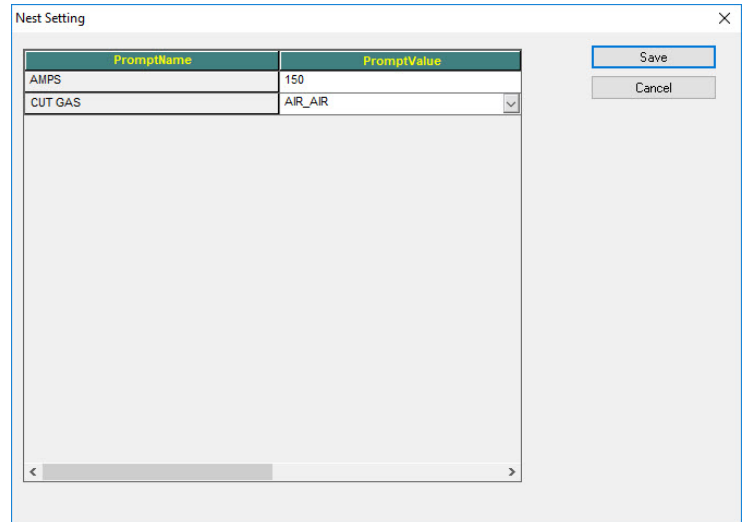 Nest Setting
PromptName PromptValue
AMPS 150
CUT GAS AIR_AIR
Save
Cancel